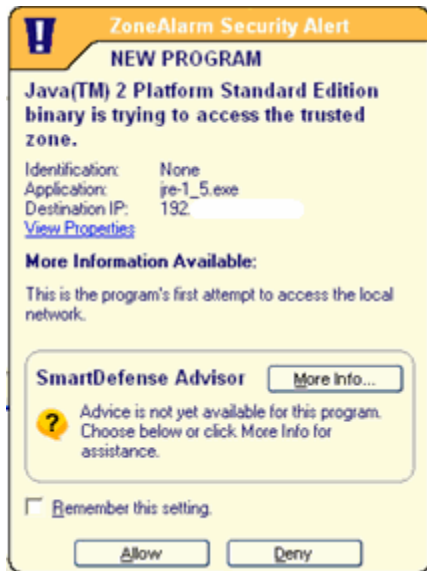 ZoneAlarm Security Alert
NEW PROGRAM
Java(TM) 2 Platform Standard Edition
binary is trying to access the trusted
zone.
Identification: None
Application: jre-1_5.exe
Destination IP: 192.
View Properties
More Information Available:
This is the program's first attempt to access the local
network.
SmartDefense Advisor More Info...
Advice is not yet available for this program.
Choose below or click More Info for
assistance.
Remember this setting.
Allow Deny